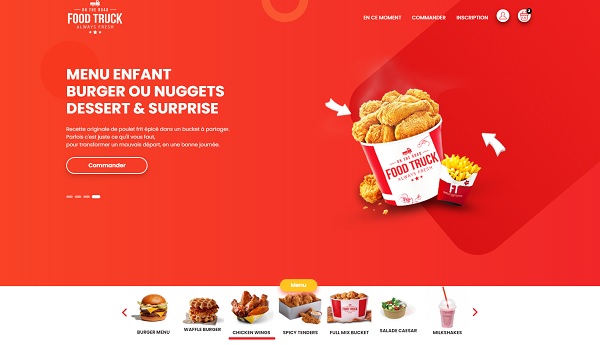 ON THE ROAD
FOOD TRUCK
ALWAYS FRESH
EN CE MOMENT
COMMANDER
INSCRIPTION
MENU ENFANT
BURGER OU NUGGETS
DESSERT & SURPRISE
Recette originale de poulet frit épicé dans un bucket à partager.
Parfois c'est juste ce qu'il vous faut,
pour transformer un mauvais départ, en une bonne journée.
Commander
ON THE ROAD
FOOD TRUCK
ALWAYS FRESH
Menu
BURGER MENU
WAFFLE BURGER
CHICKEN WINGS
SPICY TENDERS
FULL MIX BUCKET
SALADE CAESAR
MILKSHAKES